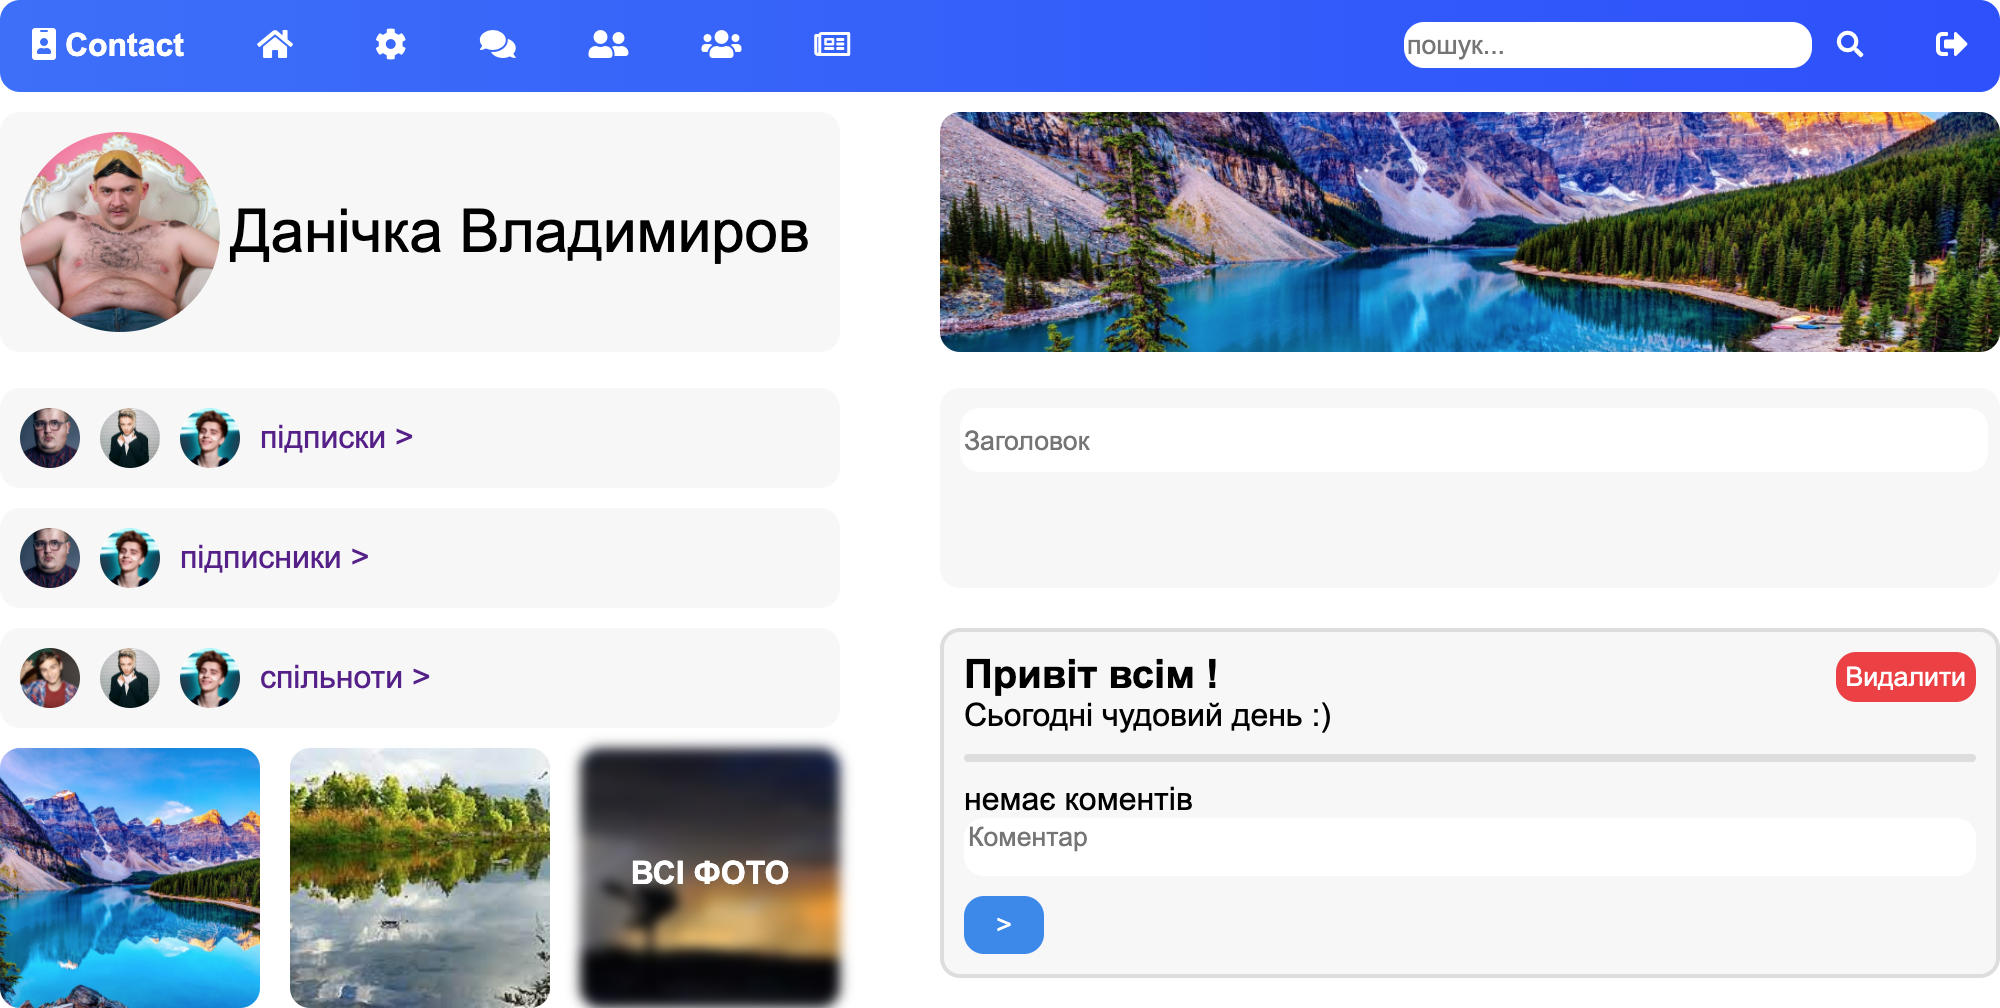 Contact
пошук...
Данічка Владимиров
підписки >
підписники >
спільноти >
ВСІ ФОТО
Заголовок
Привіт всім !
Видалити
Сьогодні чудовий день :)
немає коментів
Коментар
>